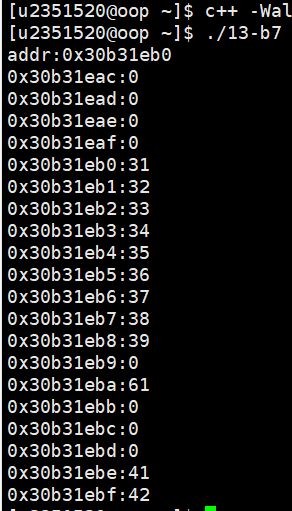 [u2351520@oop ~]$ c++ -Wal
[u2351520@oop ~]$ ./13-b7
addr:0x30b31eb0
0x30b31eac:0
0x30b31ead:0
0x30b31eae:0
0x30b31eaf:0
0x30b31eb0:31
0x30b31eb1:32
0x30b31eb2:33
0x30b31eb3:34
0x30b31eb4:35
0x30b31eb5:36
0x30b31eb6:37
0x30b31eb7:38
0x30b31eb8:39
0x30b31eb9:0
0x30b31eba:61
0x30b31ebb:0
0x30b31ebc:0
0x30b31ebd:0
0x30b31ebe:41
0x30b31ebf:42